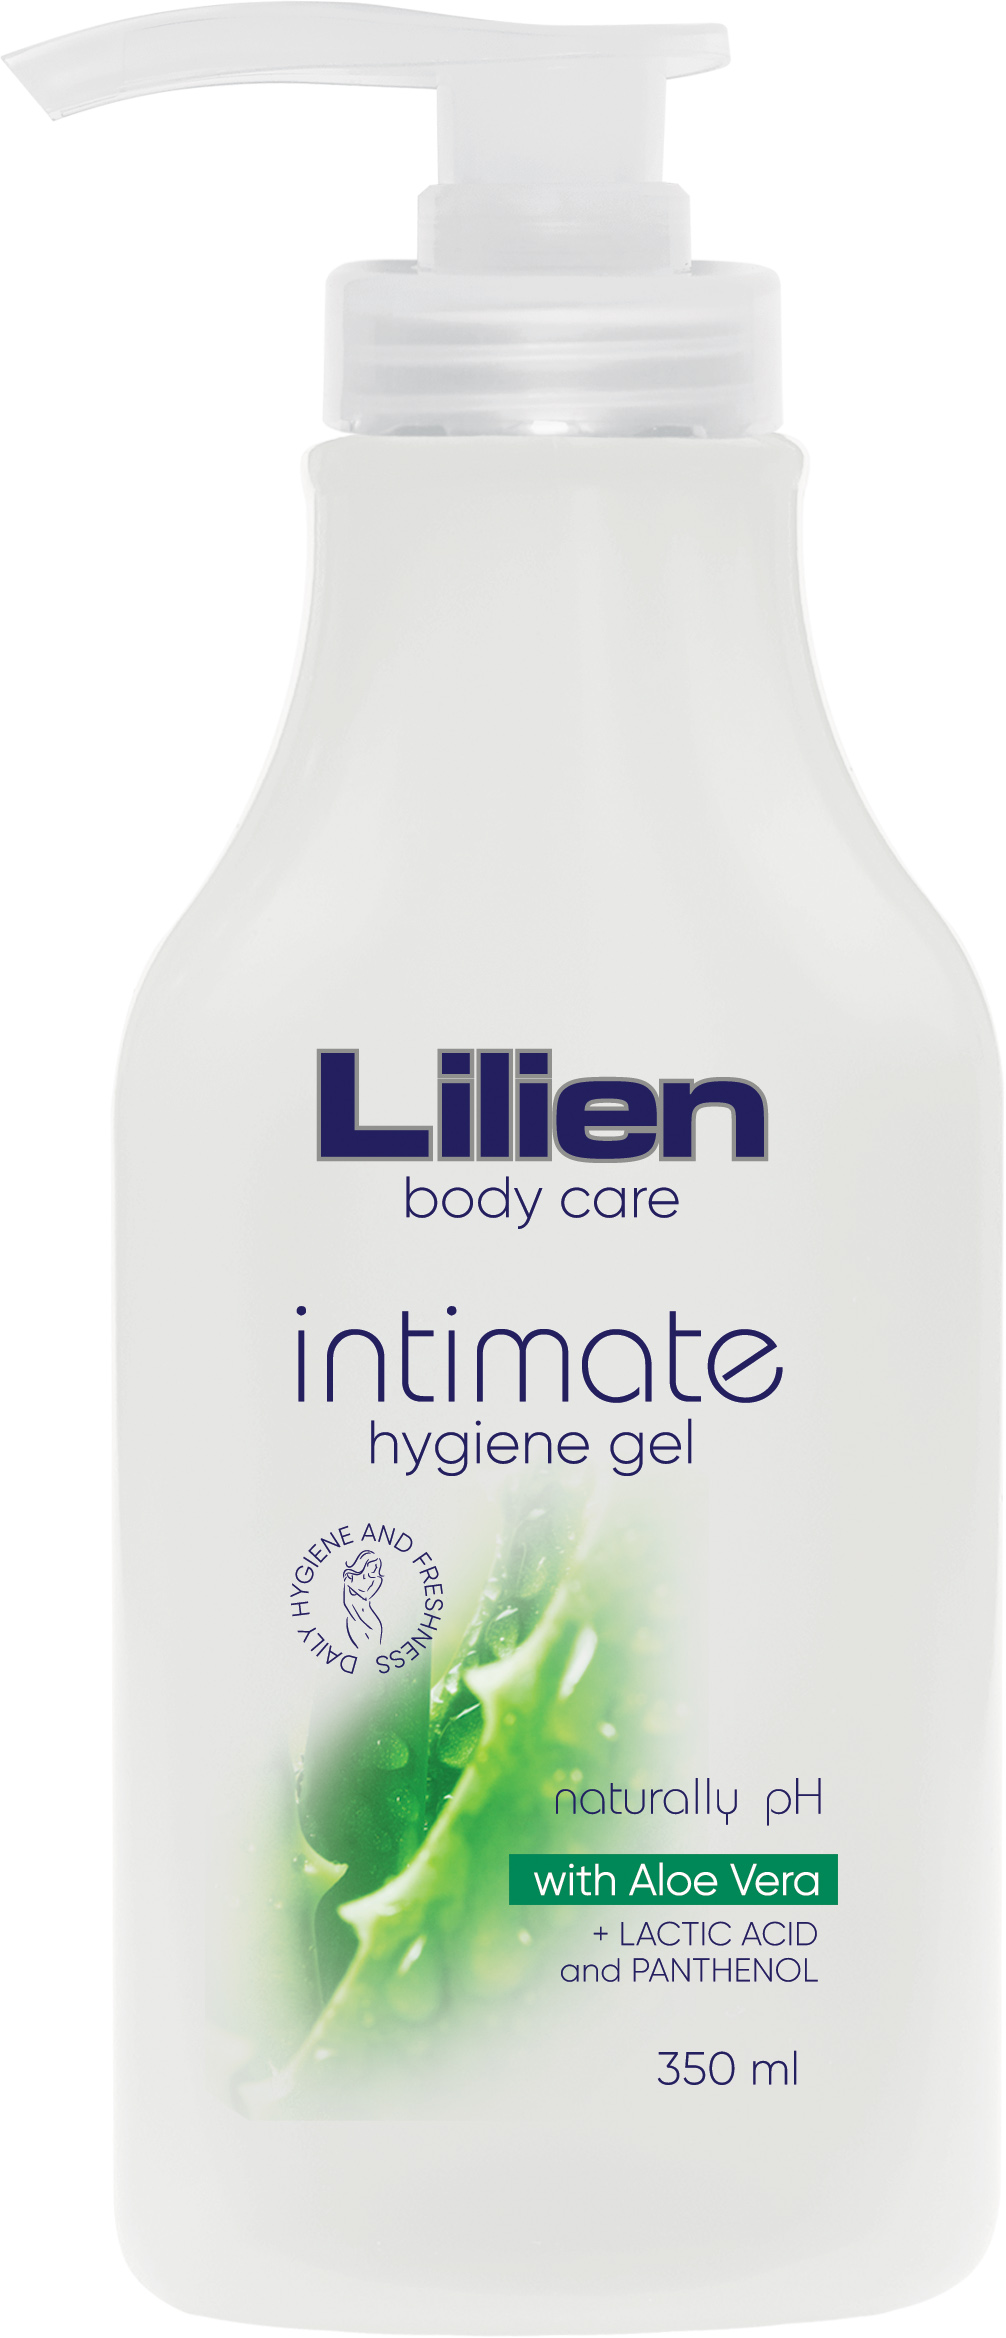 Lilien
body care
intimate
hygiene gel
DAILY HYGIENE AND FRESHNESS
naturally pH
with Aloe Vera
+ LACTIC ACID
and PANTHENOL
350 ml